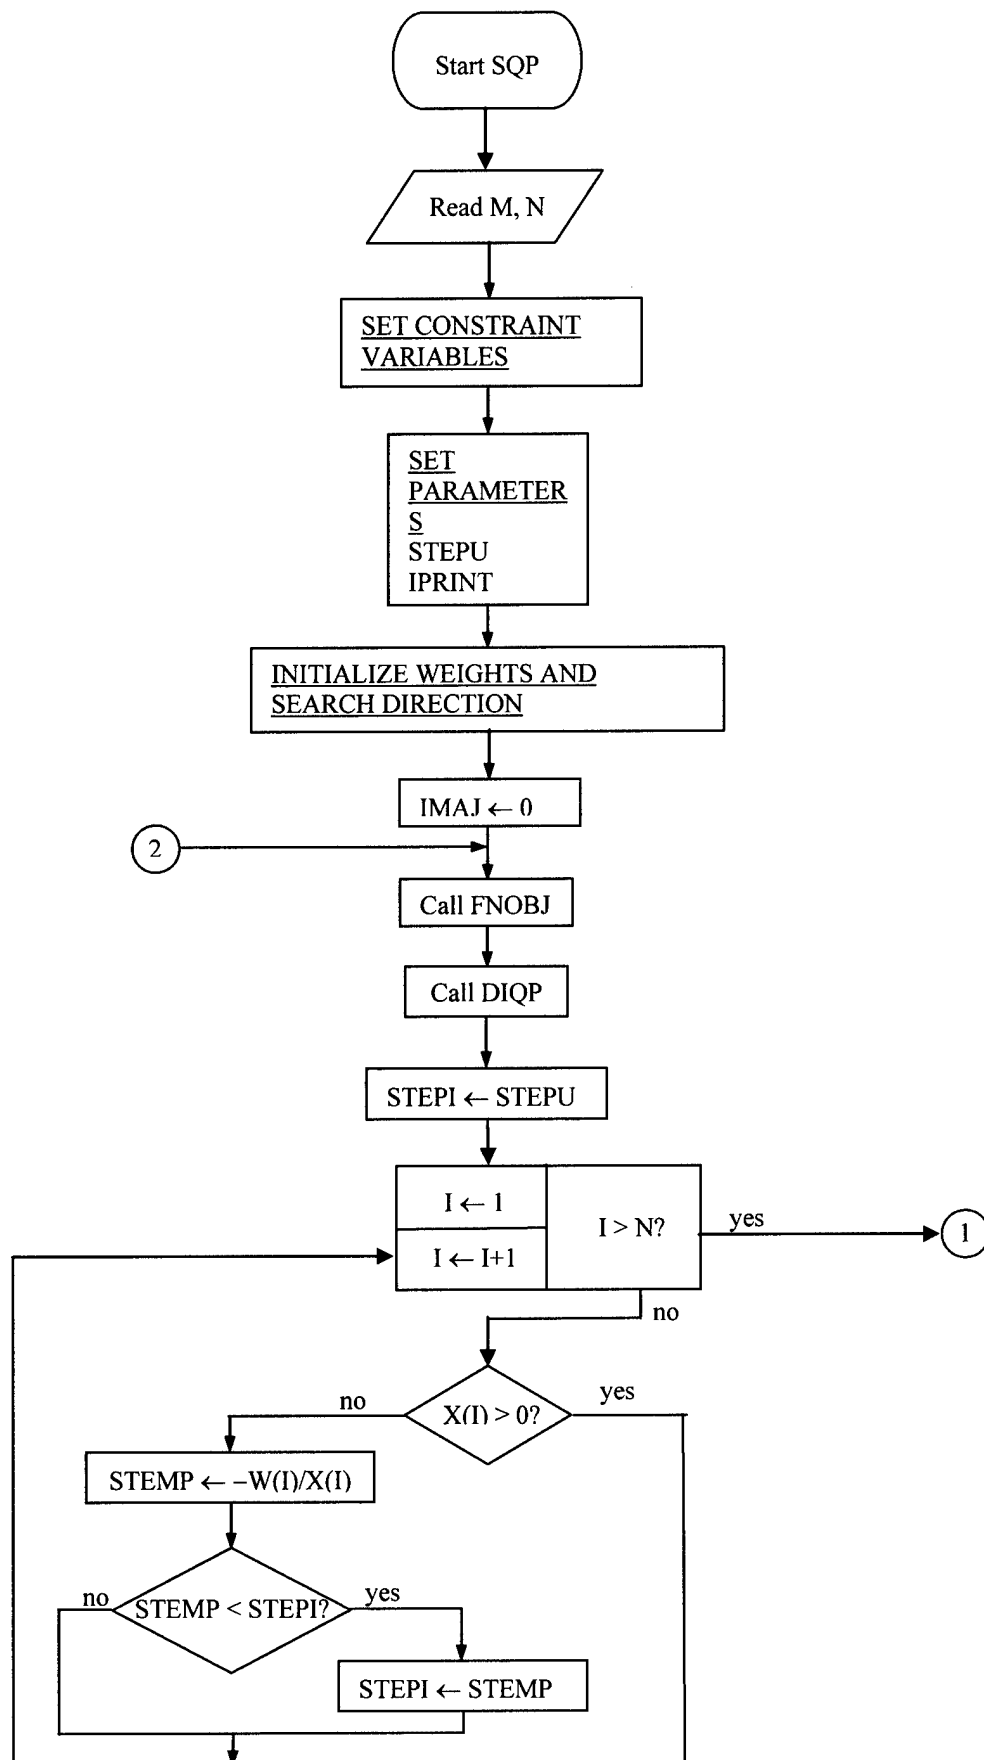 Start SQP
Read M, N
SET CONSTRAINT
VARIABLES
SET
PARAMETER
S
STEPU
IPRINT
INITIALIZE WEIGHTS AND
SEARCH DIRECTION
IMAJ ← 0
2
Call FNOBJ
Call DIQP
STEPI ← STEPU
I ← 1
I ← I+1
I > N?
yes
1
no
X(I) > 0?
no
yes
STEMP ← –W(I)/X(I)
STEMP < STEPI?
no
yes
STEPI ← STEMP